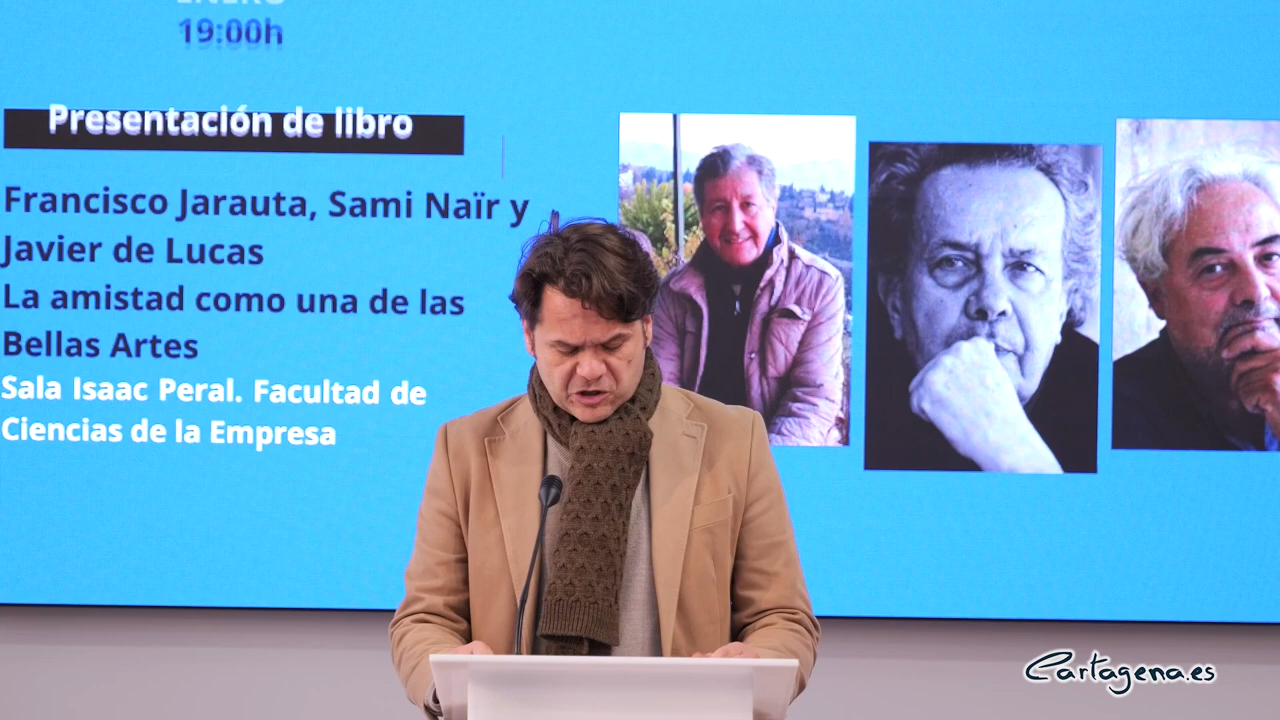 ENERO
19:00h
Presentación de libro
Francisco Jarauta, Sami Naïr y
Javier de Lucas
La amistad como una de las
Bellas Artes
Sala Isaac Peral. Facultad de
Ciencias de la Empresa
Cartagena.es